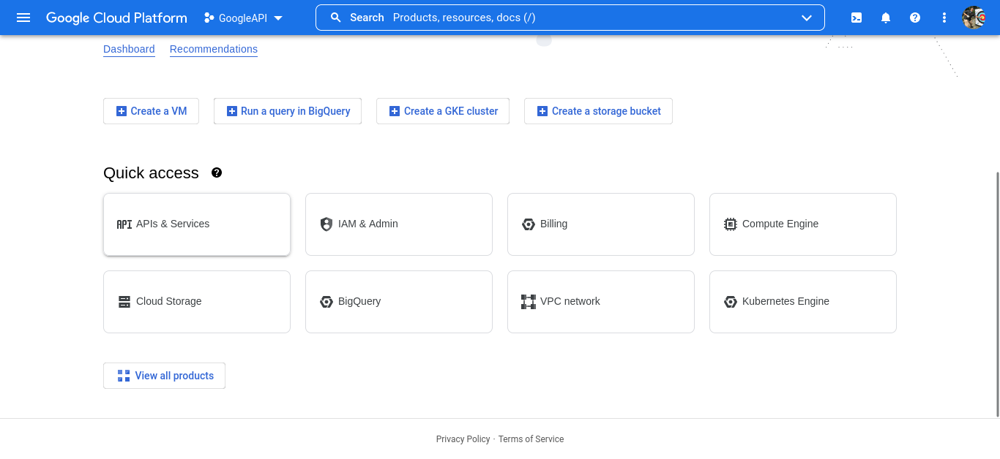 Google Cloud Platform GoogleAPI Search Products, resources, docs (/)
Dashboard Recommendations
Create a VM Run a query in BigQuery Create a GKE cluster Create a storage bucket
Quick access
API APIs & Services IAM & Admin Billing Compute Engine
Cloud Storage BigQuery VPC network Kubernetes Engine
View all products
Privacy Policy · Terms of Service